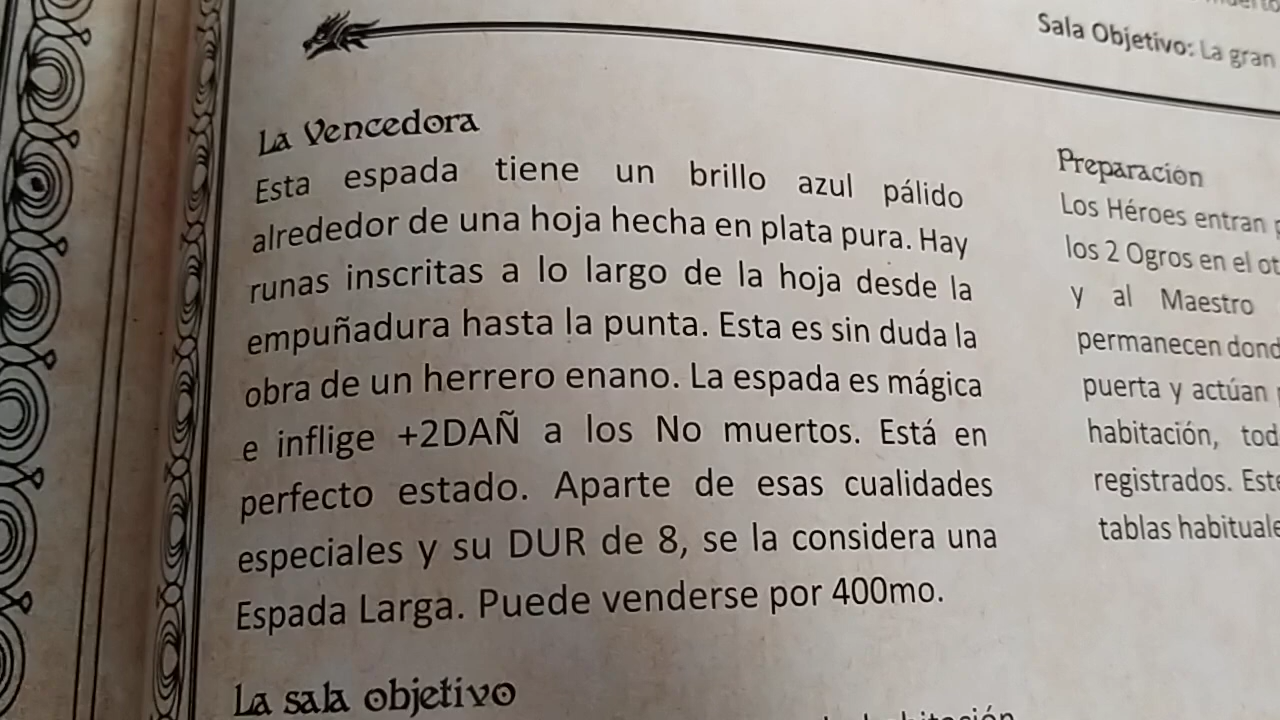 Sala Objetivo: La gran
La Vencedora
Esta espada tiene un brillo azul pálido
alrededor de una hoja hecha en plata pura. Hay
runas inscritas a lo largo de la hoja desde la
empuñadura hasta la punta. Esta es sin duda la
obra de un herrero enano. La espada es mágica
e inflige +2DAÑ a los No muertos. Está en
perfecto estado. Aparte de esas cualidades
especiales y su DUR de 8, se la considera una
Espada Larga. Puede venderse por 400mo.
La sala objetivo
Preparación
Los Héroes entran
los 2 Ogros en el
y al Maestro
permanecen
puerta y actúan
habitación,
registrados.
tablas